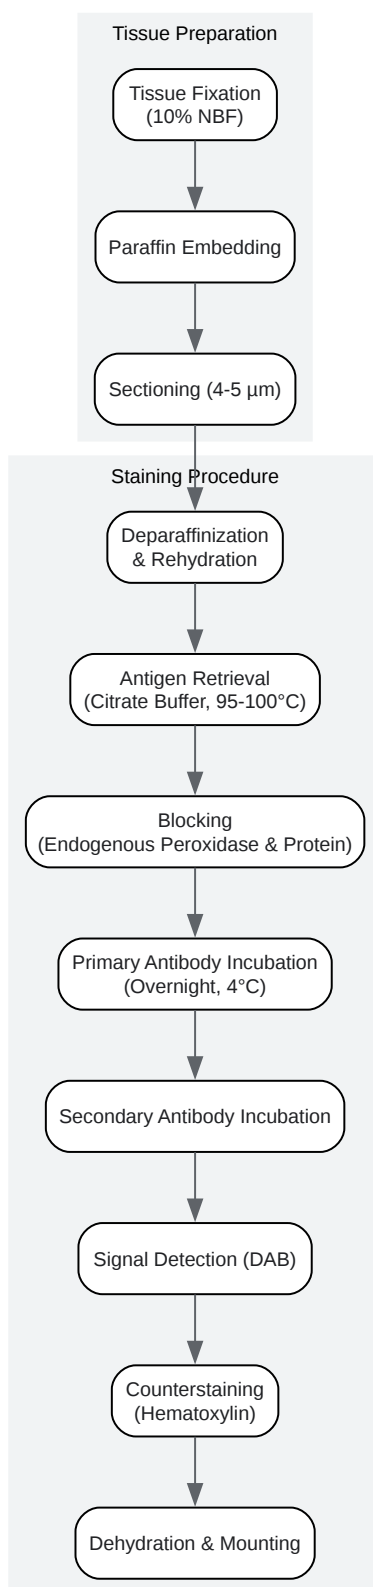 Tissue Preparation
Tissue Fixation
(10% NBF)
Paraffin Embedding
Sectioning (4-5 µm)
Staining Procedure
Deparaffinization
& Rehydration
Antigen Retrieval
(Citrate Buffer, 95-100°C)
Blocking
(Endogenous Peroxidase & Protein)
Primary Antibody Incubation
(Overnight, 4°C)
Secondary Antibody Incubation
Signal Detection (DAB)
Counterstaining
(Hematoxylin)
Dehydration & Mounting